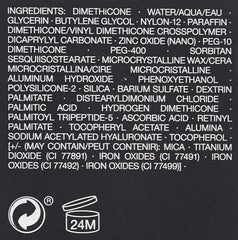 INGREDIENTS: DIMETHICONE • WATER/AQUA/EAU
GLYCERIN • BUTYLENE GLYCOL • NYLON-12 • PARAFFIN •
DIMETHICONE/VINYL DIMETHICONE CROSSPOLYMER •
DICAPRYLYL CARBONATE • ZINC OXIDE (NANO) • PEG-10
DIMETHICONE • PEG-400 • SORBITAN
SESQUIISOSTEARATE • MICROCRYSTALLINE WAX/CERA
MICROCRISTALLINA/CIRE MICROCRISTALLINE •
ALUMINUM HYDROXIDE • PHENOXYETHANOL •
POLYSILICONE-2 • SILICA • BARIUM SULFATE • DEXTRIN
PALMITATE • DISTEARYLDIMONIUM CHLORIDE •
PALMITIC ACID • HYDROGEN DIMETHICONE •
PALMITOYL TRIPEPTIDE-5 • ASCORBIC ACID • RETINYL
PALMITATE • TOCOPHERYL ACETATE • ALUMINA •
SODIUM ACETYLATED HYALURONATE • TOCOPHEROL •
[+/- (MAY CONTAIN/PEUT CONTENIR): MICA • TITANIUM
DIOXIDE (CI 77891) • IRON OXIDES (CI 77491) • IRON OXIDES
(CI 77492) • IRON OXIDES (CI 77499)]
24M